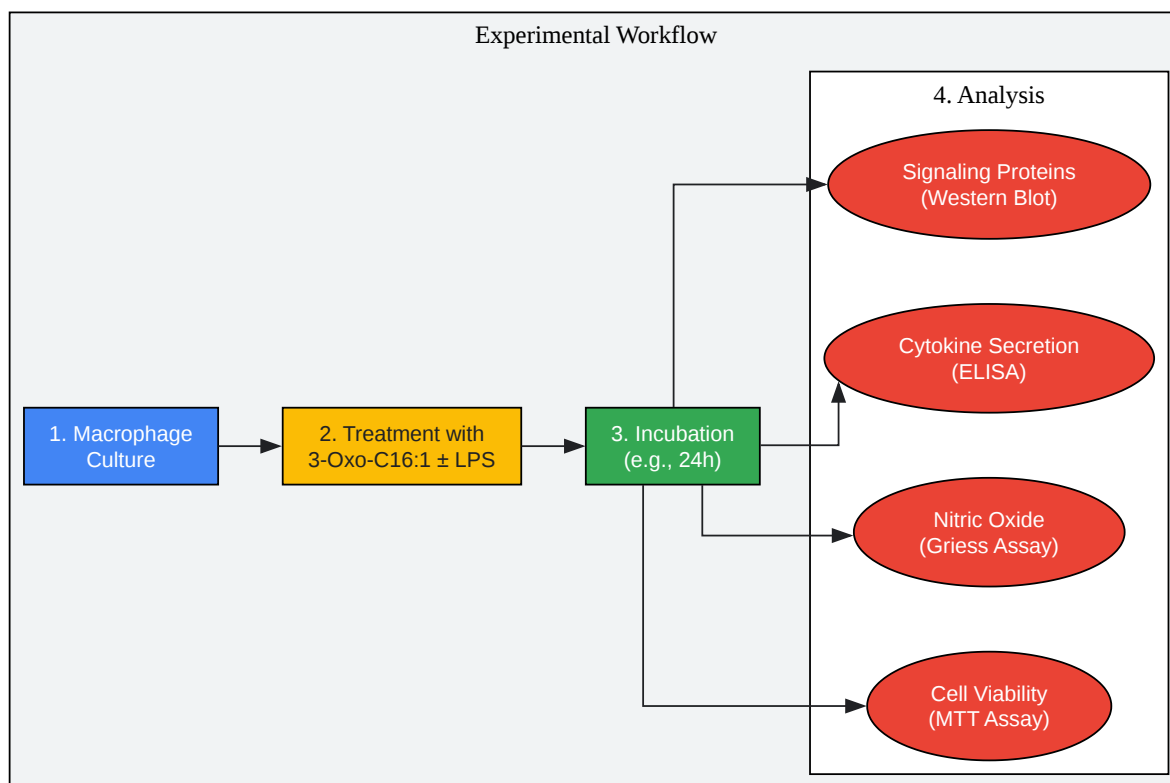 Experimental Workflow
4. Analysis
Signaling Proteins
(Western Blot)
Cytokine Secretion
(ELISA)
1. Macrophage
Culture
2. Treatment with
3-Oxo-C16:1 ± LPS
3. Incubation
(e.g., 24h)
Nitric Oxide
(Griess Assay)
Cell Viability
(MTT Assay)